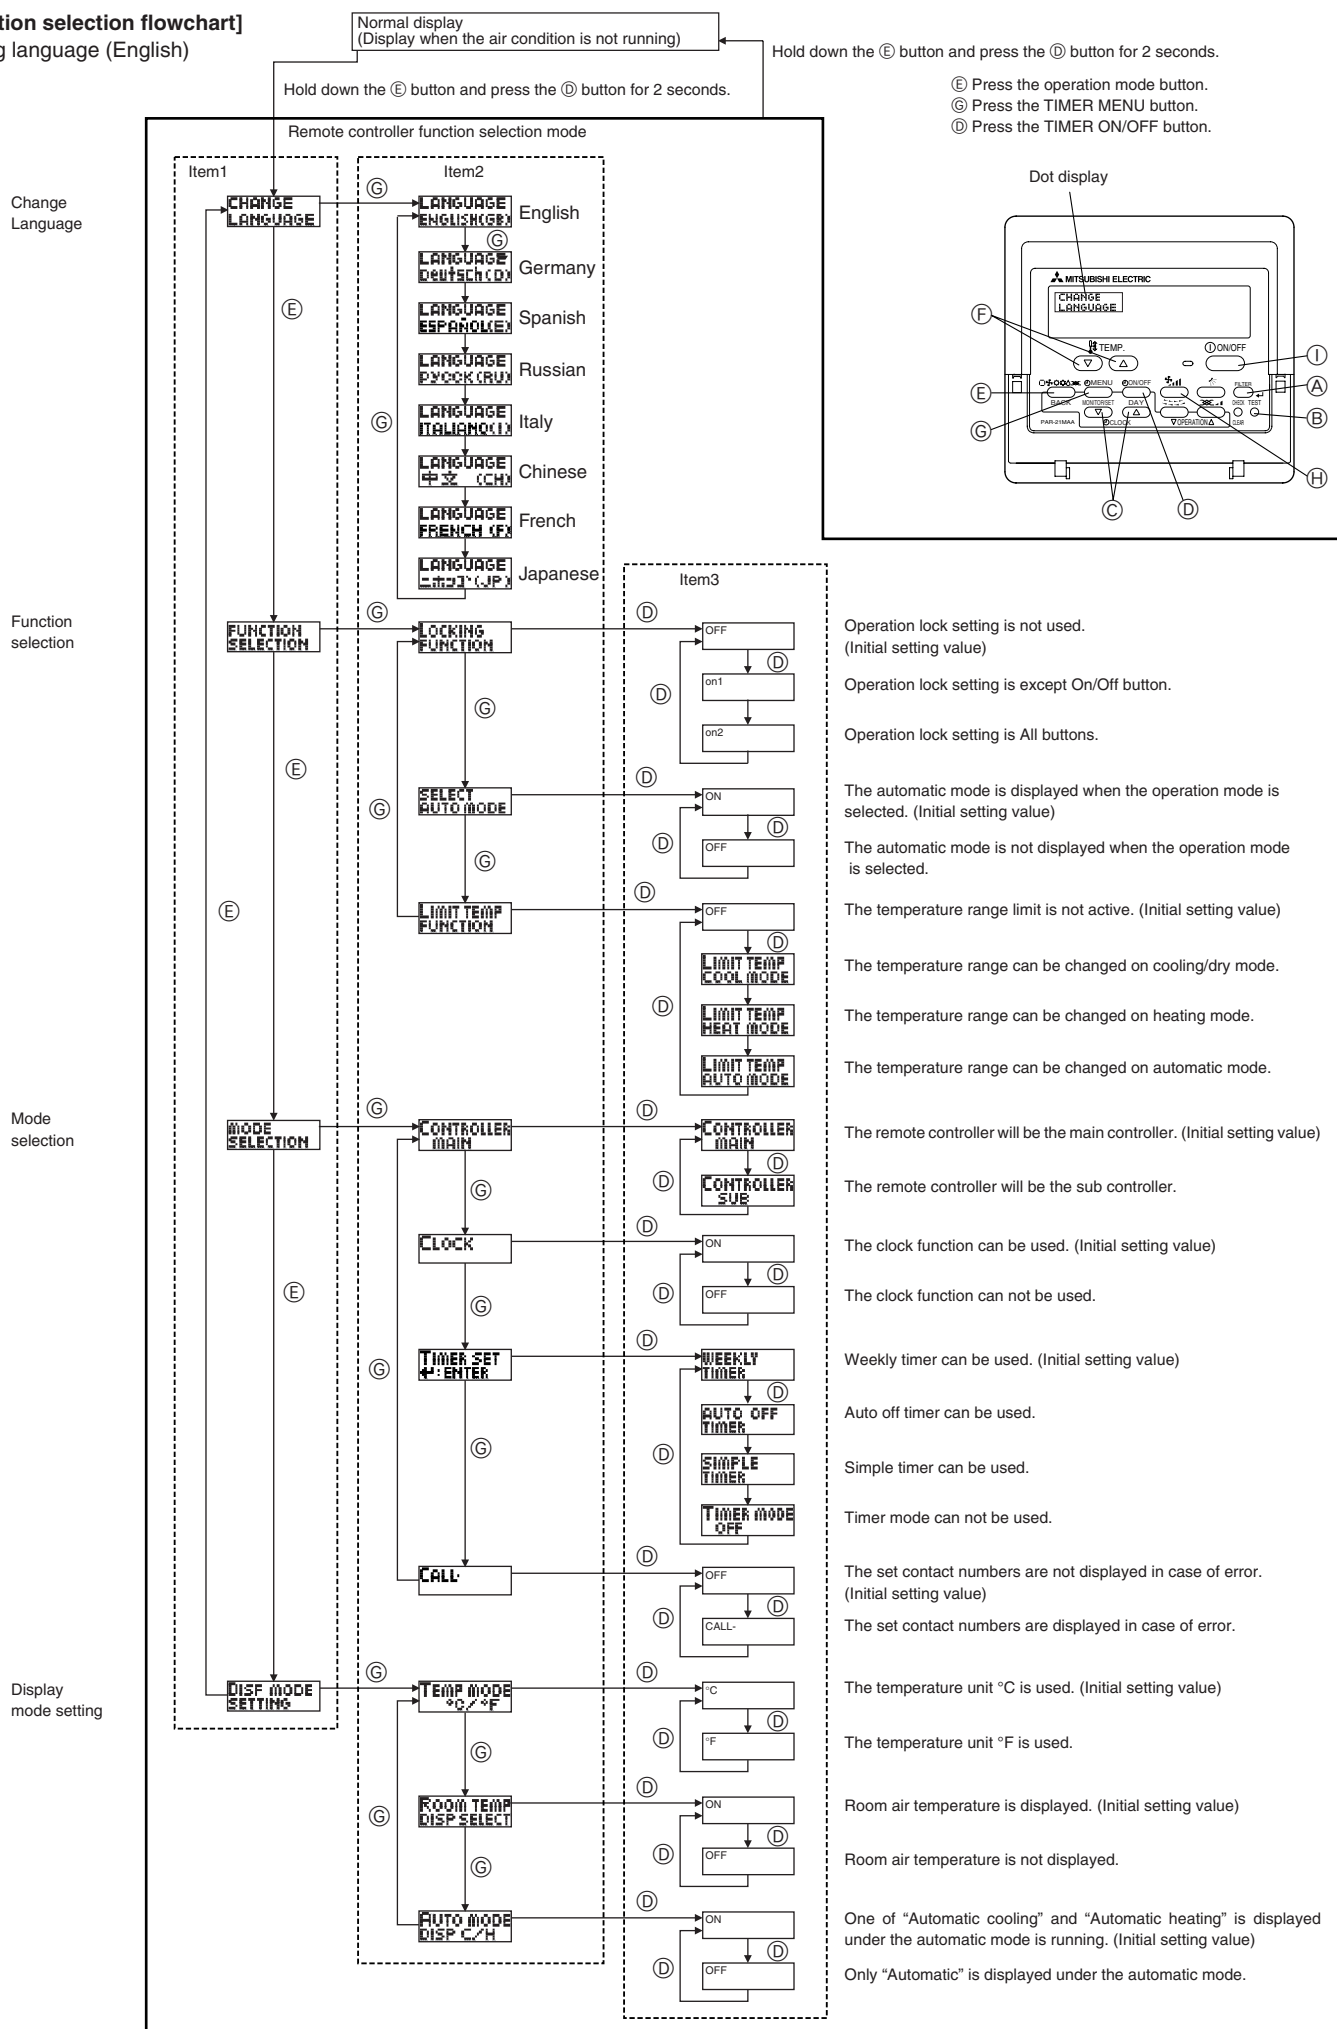 tion selection flowchart]
g language (English)
Normal display
(Display when the air condition is not running)
Hold down the Ⓔ button and press the Ⓓ button for 2 seconds.
Hold down the Ⓔ button and press the Ⓓ button for 2 seconds.
Ⓔ Press the operation mode button.
Ⓖ Press the TIMER MENU button.
Ⓓ Press the TIMER ON/OFF button.
Remote controller function selection mode
Item1
Item2
Dot display
MITSUBISHI ELECTRIC
CHANGE
LANGUAGE
TEMP.
ON/OFF
MENU
ON/OFF
FILTER
BACK
MONITOR/SET
DAY
CHECK
TEST
PAR-21MAA
CLOCK
OPERATION
CLEAR
Ⓕ
Ⓔ
Ⓖ
Ⓒ
Ⓓ
Ⓘ
Ⓐ
Ⓑ
Ⓗ
Change
Language
CHANGE
LANGUAGE
Ⓖ
LANGUAGE
ENGLISH(GB)
English
Ⓖ
LANGUAGE
Deutsch(D)
Germany
Ⓔ
LANGUAGE
ESPAÑOL(E)
Spanish
LANGUAGE
РУССК(RU)
Russian
Ⓖ
LANGUAGE
ITALIANO(I)
Italy
LANGUAGE
中文 (CH)
Chinese
LANGUAGE
FRENCH (F)
French
LANGUAGE
ニホンゴ(JP)
Japanese
Item3
Function
selection
FUNCTION
SELECTION
Ⓖ
LOCKING
FUNCTION
Ⓓ
OFF
Operation lock setting is not used.
(Initial setting value)
Ⓓ
Ⓓ
on1
Operation lock setting is except On/Off button.
Ⓖ
on2
Operation lock setting is All buttons.
Ⓔ
Ⓖ
SELECT
AUTO MODE
Ⓓ
ON
The automatic mode is displayed when the operation mode is
selected. (Initial setting value)
Ⓓ
Ⓓ
OFF
The automatic mode is not displayed when the operation mode
is selected.
Ⓖ
Ⓔ
LIMIT TEMP
FUNCTION
Ⓓ
OFF
The temperature range limit is not active. (Initial setting value)
Ⓓ
LIMIT TEMP
COOL MODE
The temperature range can be changed on cooling/dry mode.
Ⓓ
LIMIT TEMP
HEAT MODE
The temperature range can be changed on heating mode.
LIMIT TEMP
AUTO MODE
The temperature range can be changed on automatic mode.
Mode
selection
MODE
SELECTION
Ⓖ
CONTROLLER
MAIN
Ⓓ
CONTROLLER
MAIN
The remote controller will be the main controller. (Initial setting value)
Ⓓ
Ⓓ
Ⓖ
CONTROLLER
SUB
The remote controller will be the sub controller.
CLOCK
Ⓓ
ON
The clock function can be used. (Initial setting value)
Ⓓ
Ⓔ
Ⓓ
OFF
The clock function can not be used.
Ⓖ
Ⓖ
TIMER SET
↵:ENTER
Ⓓ
WEEKLY
TIMER
Weekly timer can be used. (Initial setting value)
Ⓓ
AUTO OFF
TIMER
Auto off timer can be used.
Ⓖ
Ⓓ
SIMPLE
TIMER
Simple timer can be used.
TIMER MODE
OFF
Timer mode can not be used.
CALL-
Ⓓ
OFF
The set contact numbers are not displayed in case of error.
(Initial setting value)
Ⓓ
Ⓓ
CALL-
The set contact numbers are displayed in case of error.
Display
mode setting
DISP MODE
SETTING
Ⓖ
TEMP MODE
°C/°F
Ⓓ
°C
The temperature unit °C is used. (Initial setting value)
Ⓓ
Ⓓ
°F
The temperature unit °F is used.
Ⓖ
Ⓖ
ROOM TEMP
DISP SELECT
Ⓓ
ON
Room air temperature is displayed. (Initial setting value)
Ⓓ
Ⓓ
OFF
Room air temperature is not displayed.
Ⓖ
AUTO MODE
DISP C/H
Ⓓ
ON
One of “Automatic cooling” and “Automatic heating” is displayed
under the automatic mode is running. (Initial setting value)
Ⓓ
Ⓓ
OFF
Only “Automatic” is displayed under the automatic mode.